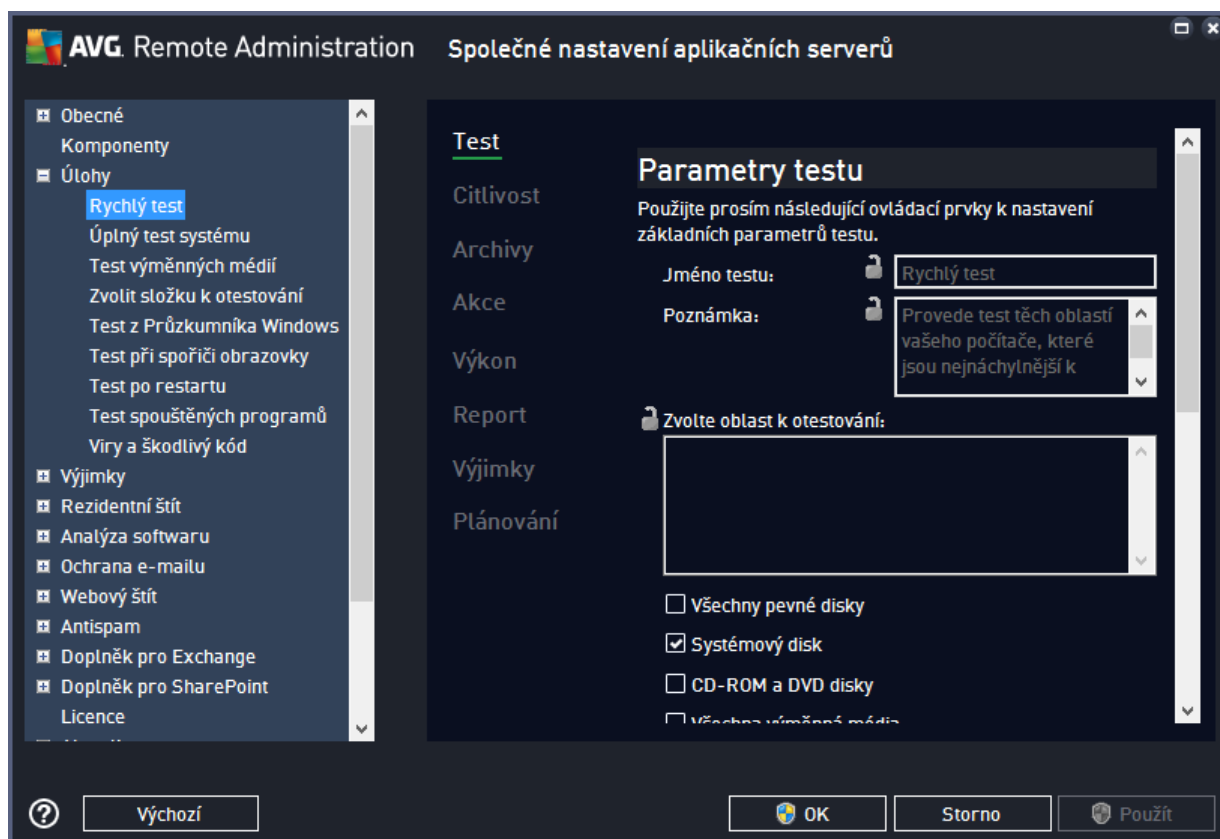 AVG. Remote Administration
Společné nastavení aplikačních serverů
Obecné
Komponenty
Úlohy
Rychlý test
Úplný test systému
Test výměnných médií
Zvolit složku k otestování
Test z Průzkumníka Windows
Test při spořiči obrazovky
Test po restartu
Test spouštěných programů
Viry a škodlivý kód
Výjimky
Rezidentní štít
Analýza softwaru
Ochrana e-mailu
Webový štít
Antispam
Doplněk pro Exchange
Doplněk pro SharePoint
Licence
Test
Citlivost
Archivy
Akce
Výkon
Report
Výjimky
Plánování
Parametry testu
Použijte prosím následující ovládací prvky k nastavení
základních parametrů testu.
Jméno testu: Rychlý test
Poznámka: Provede test těch oblastí
vašeho počítače, které
jsou nejnáchylnější k
Zvolte oblast k otestování:
Všechny pevné disky
Systémový disk
CD-ROM a DVD disky
Všechna výměnná média
Výchozí
OK
Storno
Použít